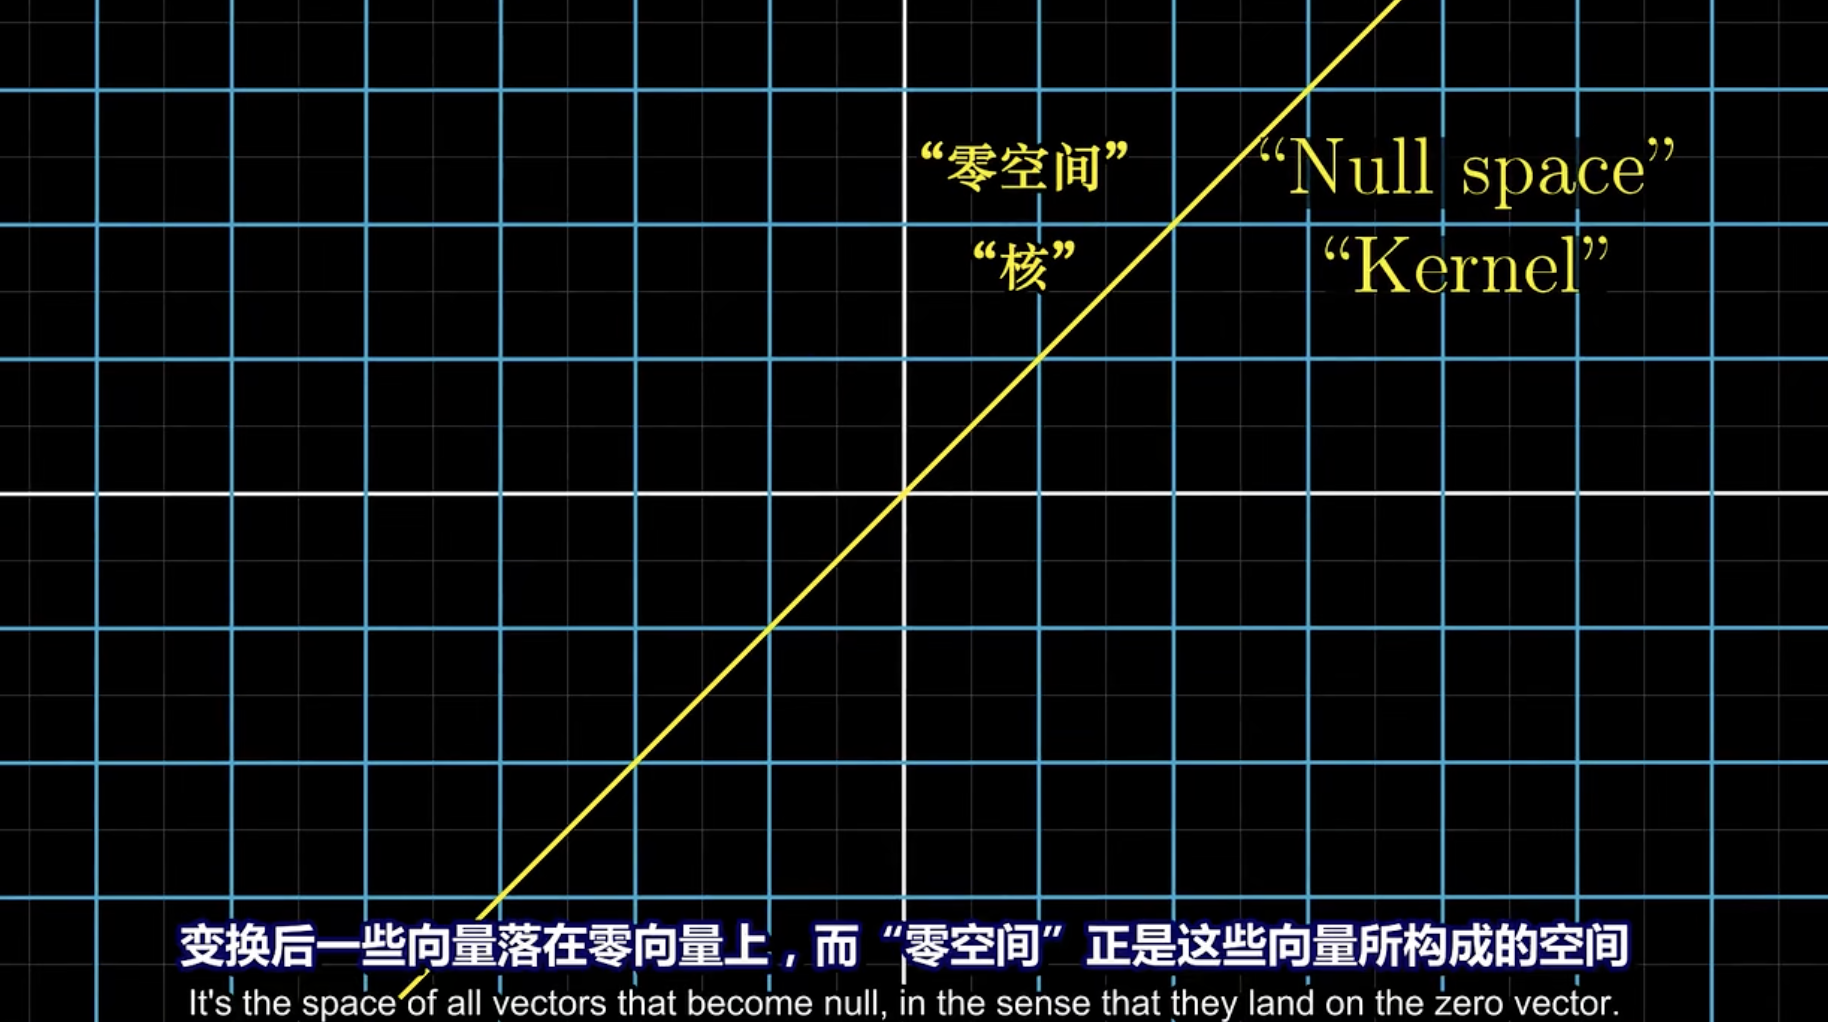 “零空间”
“Null space”
“核”
“Kernel”
变换后一些向量落在零向量上，而“零空间”正是这些向量所构成的空间
It's the space of all vectors that become null, in the sense that they land on the zero vector.